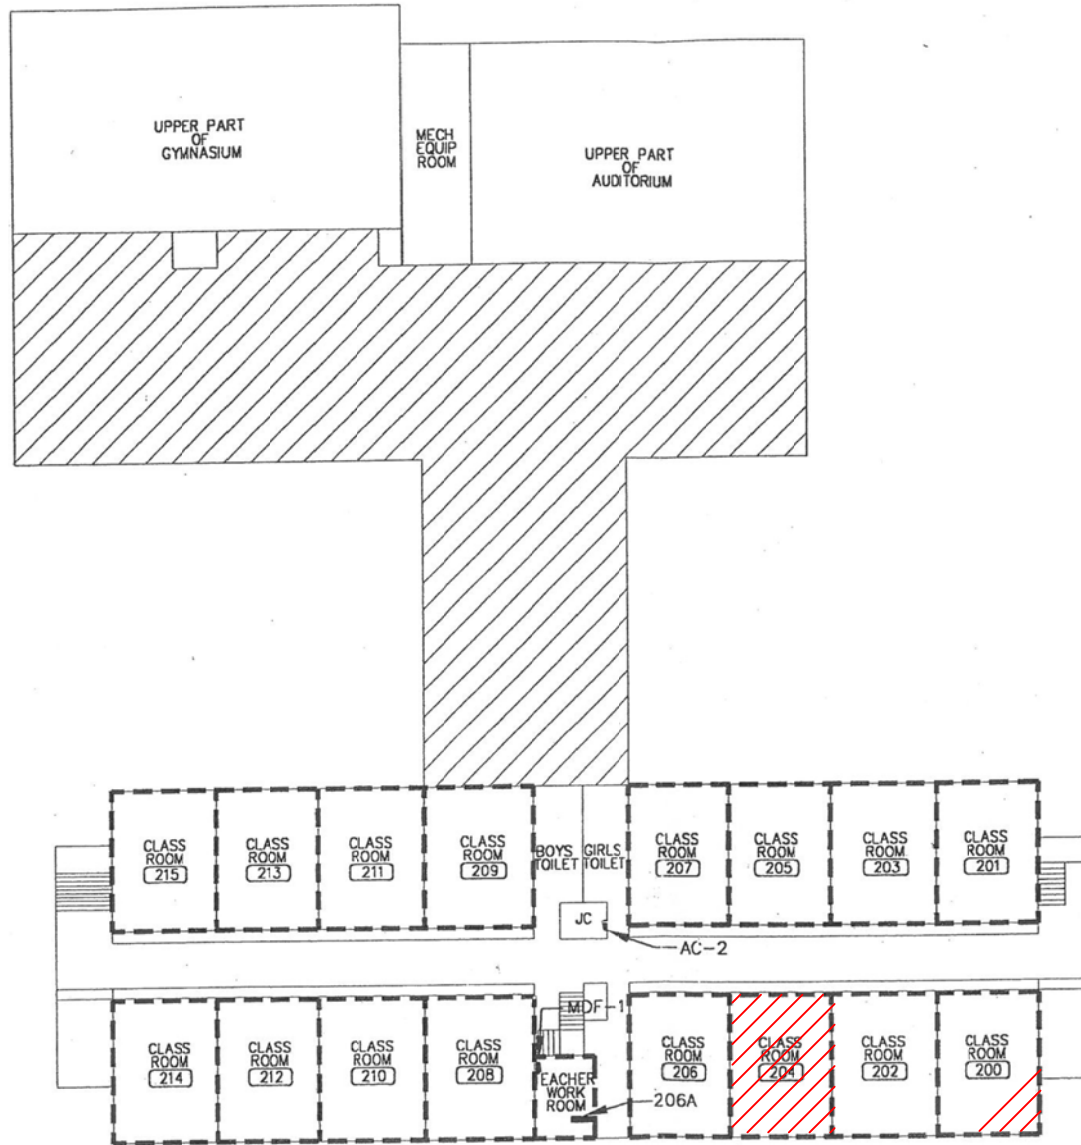 UPPER PART
OF
GYMNASIUM
MECH
EQUIP
ROOM
UPPER PART
OF
AUDITORIUM
CLASS
ROOM
215
CLASS
ROOM
213
CLASS
ROOM
211
CLASS
ROOM
209
BOYS
TOILET
GIRLS
TOILET
CLASS
ROOM
207
CLASS
ROOM
205
CLASS
ROOM
203
CLASS
ROOM
201
JC
AC-2
MDF-1
CLASS
ROOM
214
CLASS
ROOM
212
CLASS
ROOM
210
CLASS
ROOM
208
EACHER
WORK
ROOM
206A
CLASS
ROOM
206
CLASS
ROOM
204
CLASS
ROOM
202
CLASS
ROOM
200